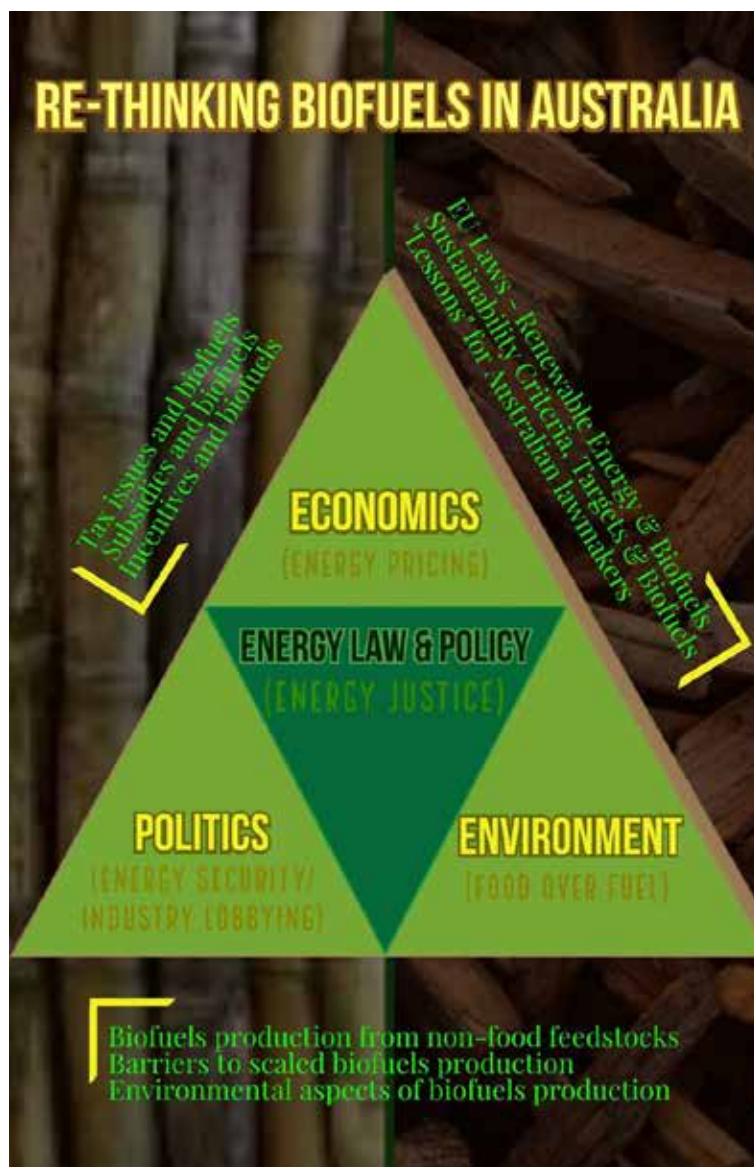 RE-THINKING BIOFUELS IN AUSTRALIA
EU Laws - Renewable Energy & Biofuels
Sustainability Criteria, Targets & Biofuels
"Lessons" for Australian lawmakers
Tax issues and biofuels
Subsidies and biofuels
Incentives and biofuels
ECONOMICS
(ENERGY PRICING)
ENERGY LAW & POLICY
(ENERGY JUSTICE)
POLITICS
(ENERGY SECURITY/
INDUSTRY LOBBYING)
ENVIRONMENT
(FOOD OVER FUEL)
Biofuels production from non-food feedstocks
Barriers to scaled biofuels production
Environmental aspects of biofuels production